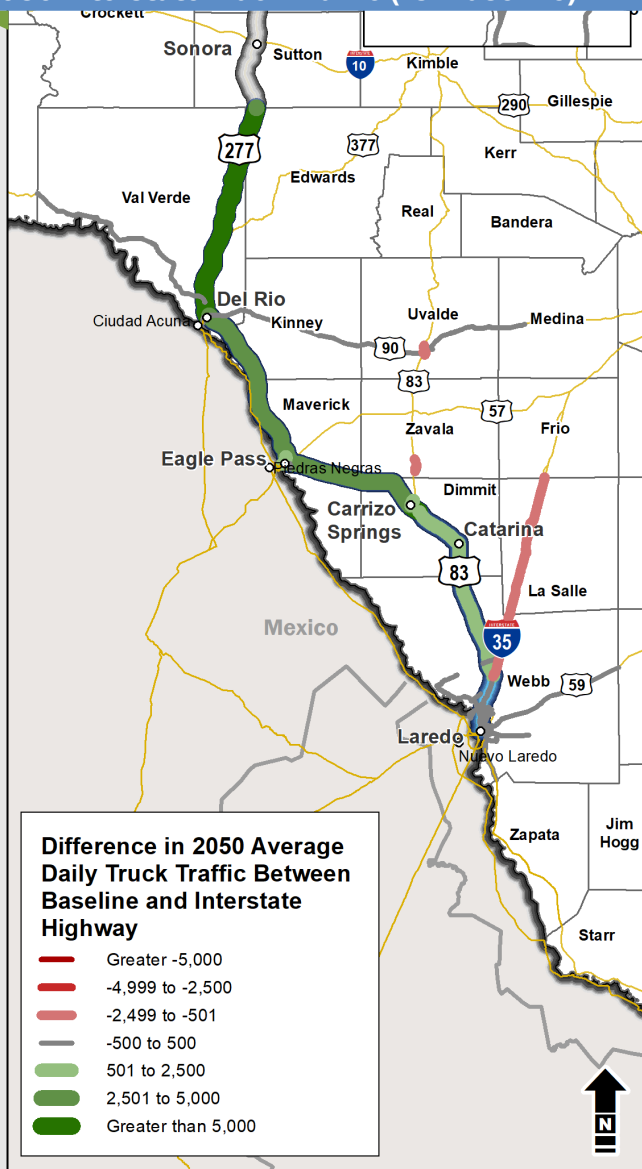 Crockett
Sonora
Sutton
INTERSTATE
10
Kimble
290
Gillespie
277
377
Kerr
Edwards
Val Verde
Real
Bandera
Del Rio
Ciudad Acuna
Kinney
Uvalde
Medina
90
83
57
Maverick
Zavala
Frio
Eagle Pass
Piedras Negras
Dimmit
Carrizo
Springs
Catarina
83
La Salle
Mexico
INTERSTATE
35
Webb
59
Laredo
Nuevo Laredo
Zapata
Jim
Hogg
Starr
Difference in 2050 Average
Daily Truck Traffic Between
Baseline and Interstate
Highway
Greater -5,000
-4,999 to -2,500
-2,499 to -501
-500 to 500
501 to 2,500
2,501 to 5,000
Greater than 5,000
N